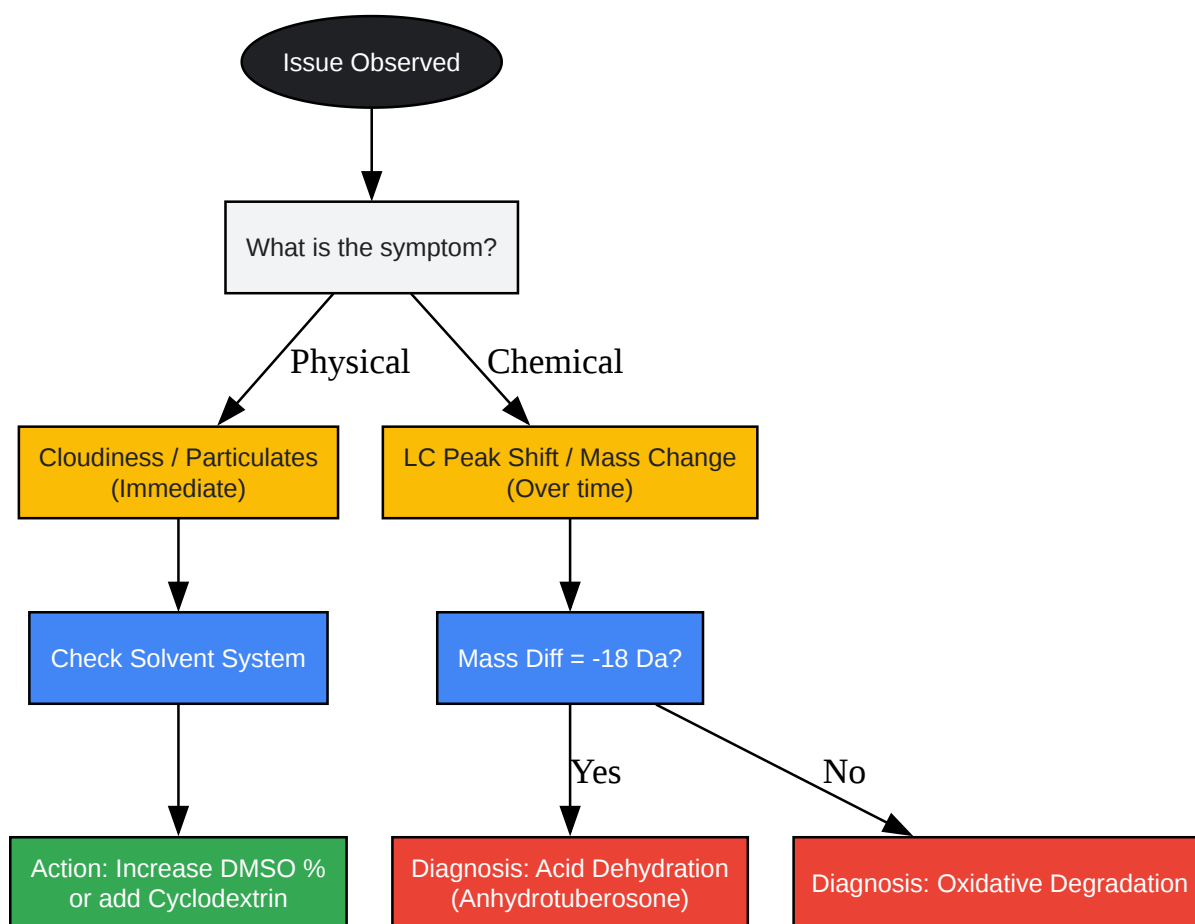 Issue Observed
What is the symptom?
Physical
Chemical
Cloudiness / Particulates
(Immediate)
LC Peak Shift / Mass Change
(Over time)
Check Solvent System
Mass Diff = -18 Da?
Yes
No
Action: Increase DMSO %
or add Cyclodextrin
Diagnosis: Acid Dehydration
(Anhydrotuberosone)
Diagnosis: Oxidative Degradation